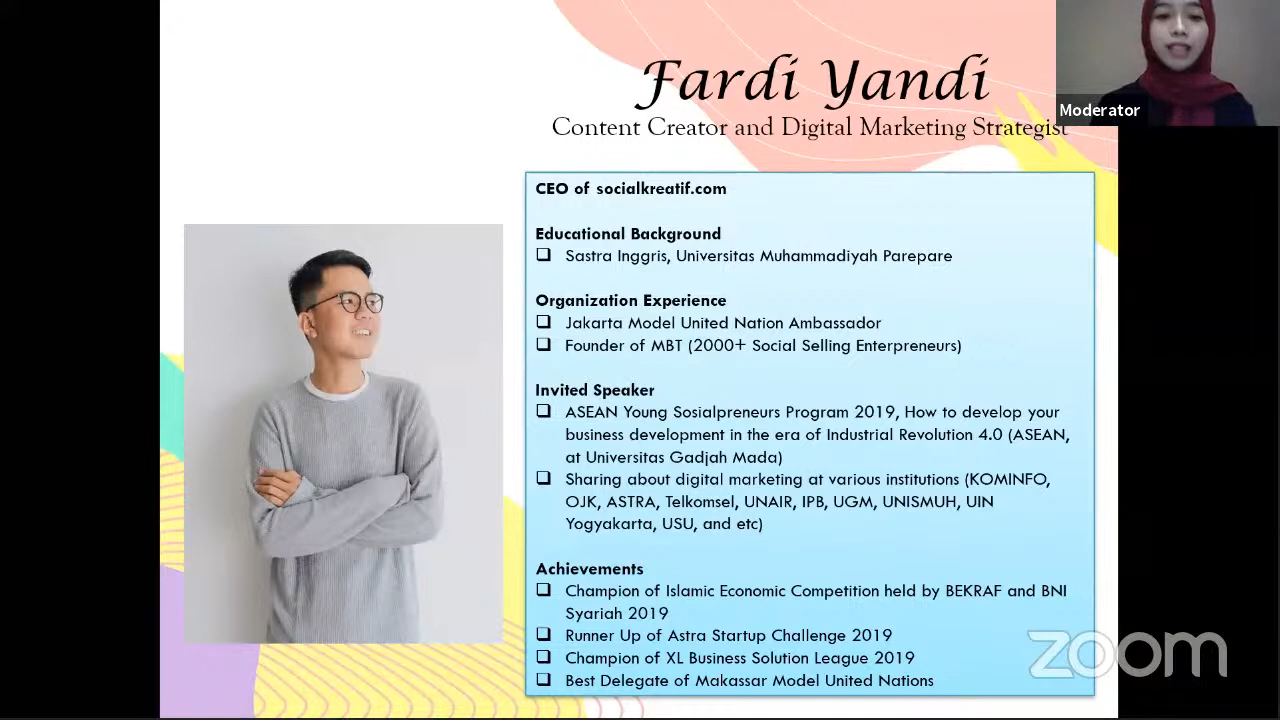 Fardi Yandi
Content Creator and Digital Marketing Strategist
Moderator
CEO of socialkreatif.com
Educational Background
Sastra Inggris, Universitas Muhammadiyah Parepare
Organization Experience
Jakarta Model United Nation Ambassador
Founder of MBT (2000+ Social Selling Enterpreneurs)
Invited Speaker
ASEAN Young Sosialpreneurs Program 2019, How to develop your
business development in the era of Industrial Revolution 4.0 (ASEAN,
at Universitas Gadjah Mada)
Sharing about digital marketing at various institutions (KOMINFO,
OJK, ASTRA, Telkomsel, UNAIR, IPB, UGM, UNISMUH, UIN
Yogyakarta, USU, and etc)
Achievements
Champion of Islamic Economic Competition held by BEKRAF and BNI
Syariah 2019
Runner Up of Astra Startup Challenge 2019
Champion of XL Business Solution League 2019
Best Delegate of Makassar Model United Nations
zoom